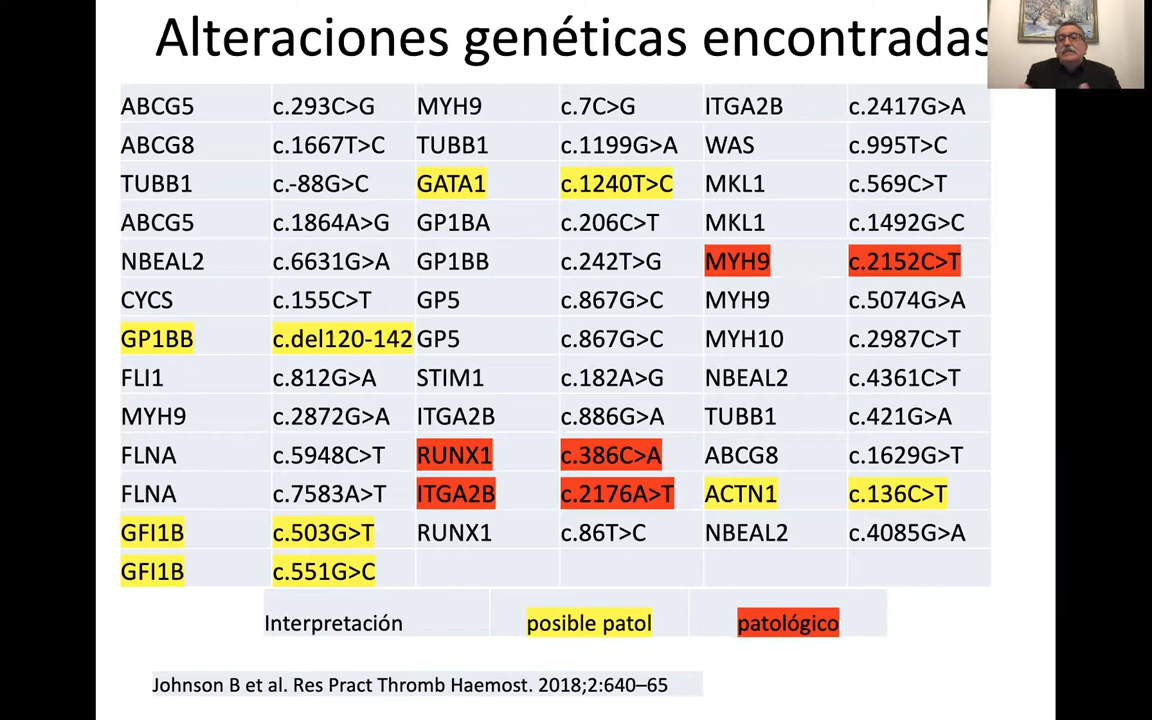 Alteraciones genéticas encontradas
ABCG5 c.293C>G MYH9 c.7C>G ITGA2B c.2417G>A
ABCG8 c.1667T>C TUBB1 c.1199G>A WAS c.995T>C
TUBB1 c.-88G>C GATA1 c.1240T>C MKL1 c.569C>T
ABCG5 c.1864A>G GP1BA c.206C>T MKL1 c.1492G>C
NBEAL2 c.6631G>A GP1BB c.242T>G MYH9 c.2152C>T
CYCS c.155C>T GP5 c.867G>C MYH9 c.5074G>A
GP1BB c.del120-142 GP5 c.867G>C MYH10 c.2987C>T
FLI1 c.812G>A STIM1 c.182A>G NBEAL2 c.4361C>T
MYH9 c.2872G>A ITGA2B c.886G>A TUBB1 c.421G>A
FLNA c.5948C>T RUNX1 c.386C>A ABCG8 c.1629G>T
FLNA c.7583A>T ITGA2B c.2176A>T ACTN1 c.136C>T
GFI1B c.503G>T RUNX1 c.86T>C NBEAL2 c.4085G>A
GFI1B c.551G>C
Interpretación posible patol patológico
Johnson B et al. Res Pract Thromb Haemost. 2018;2:640–65